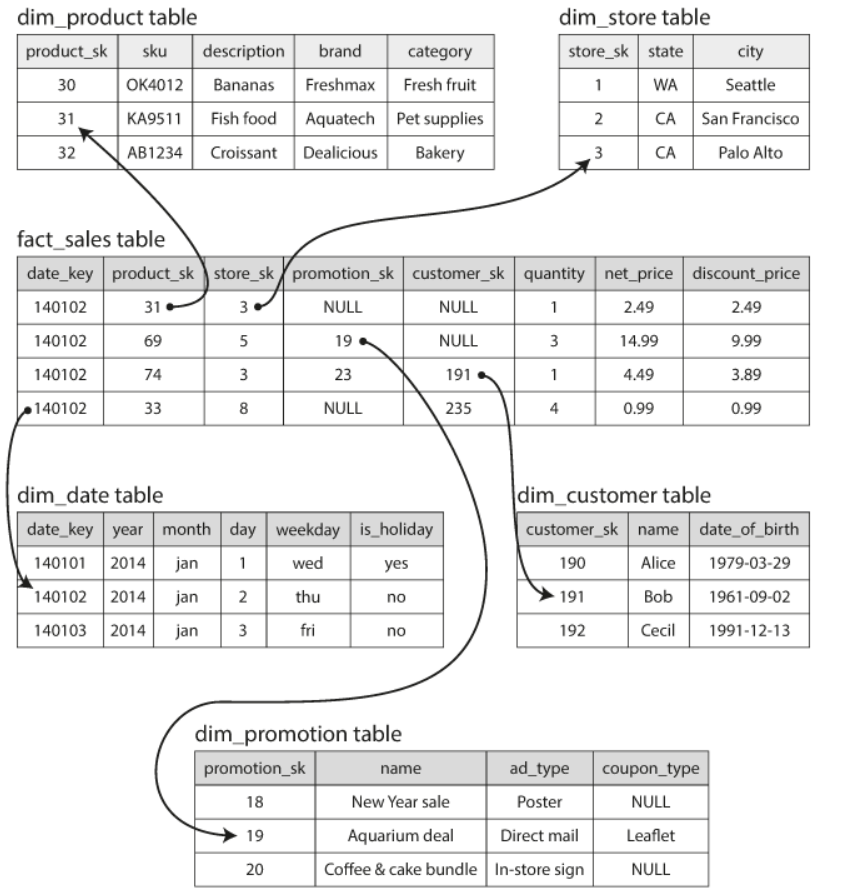 dim_product table
product_sk sku description brand category
30 OK4012 Bananas Freshmax Fresh fruit
31 KA9511 Fish food Aquatech Pet supplies
32 AB1234 Croissant Dealicious Bakery
dim_store table
store_sk state city
1 WA Seattle
2 CA San Francisco
3 CA Palo Alto
fact_sales table
date_key product_sk store_sk promotion_sk customer_sk quantity net_price discount_price
140102 31 3 NULL NULL 1 2.49 2.49
140102 69 5 19 NULL 3 14.99 9.99
140102 74 3 23 191 1 4.49 3.89
140102 33 8 NULL 235 4 0.99 0.99
dim_date table
date_key year month day weekday is_holiday
140101 2014 jan 1 wed yes
140102 2014 jan 2 thu no
140103 2014 jan 3 fri no
dim_customer table
customer_sk name date_of_birth
190 Alice 1979-03-29
191 Bob 1961-09-02
192 Cecil 1991-12-13
dim_promotion table
promotion_sk name ad_type coupon_type
18 New Year sale Poster NULL
19 Aquarium deal Direct mail Leaflet
20 Coffee & cake bundle In-store sign NULL